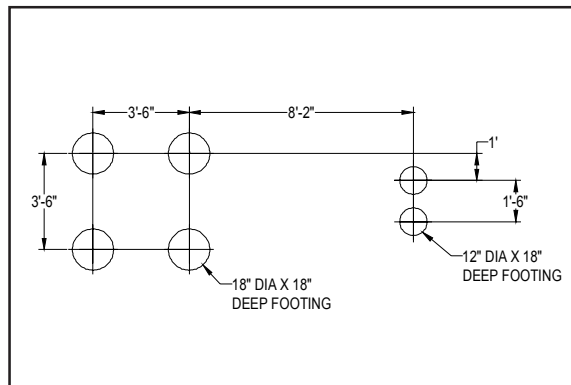 3'-6"
8'-2"
1'
3'-6"
1'-6"
18" DIA X 18"
DEEP FOOTING
12" DIA X 18"
DEEP FOOTING